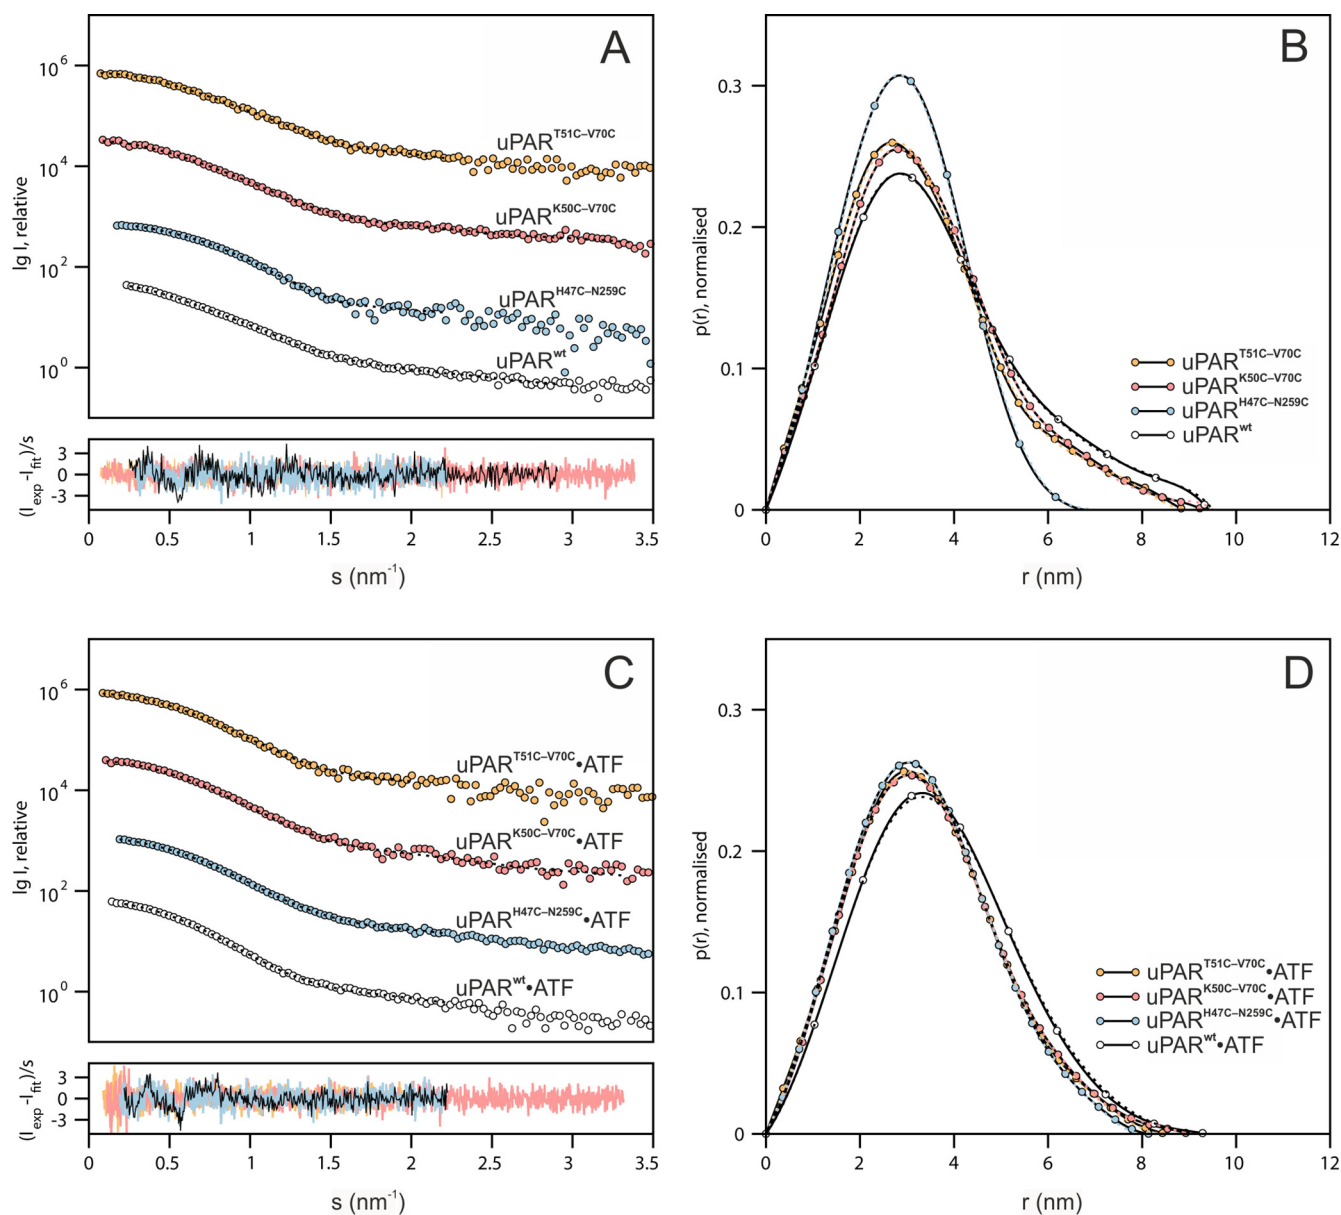 A
lg I, relative
10^6
10^4
10^2
10^0
uPAR^T51C–V70C
uPAR^K50C–V70C
uPAR^H47C–N259C
uPAR^wt
(I_exp -I_fit)/s
3
0
-3
0 0.5 1 1.5 2 2.5 3 3.5
s (nm^-1)
B
p(r), normalised
0.3
0.2
0.1
0
uPAR^T51C–V70C
uPAR^K50C–V70C
uPAR^H47C–N259C
uPAR^wt
0 2 4 6 8 10 12
r (nm)
C
lg I, relative
10^6
10^4
10^2
10^0
uPAR^T51C–V70C•ATF
uPAR^K50C–V70C•ATF
uPAR^H47C–N259C•ATF
uPAR^wt•ATF
(I_exp -I_fit)/s
3
0
-3
0 0.5 1 1.5 2 2.5 3 3.5
s (nm^-1)
D
p(r), normalised
0.3
0.2
0.1
0
uPAR^T51C–V70C•ATF
uPAR^K50C–V70C•ATF
uPAR^H47C–N259C•ATF
uPAR^wt•ATF
0 2 4 6 8 10 12
r (nm)